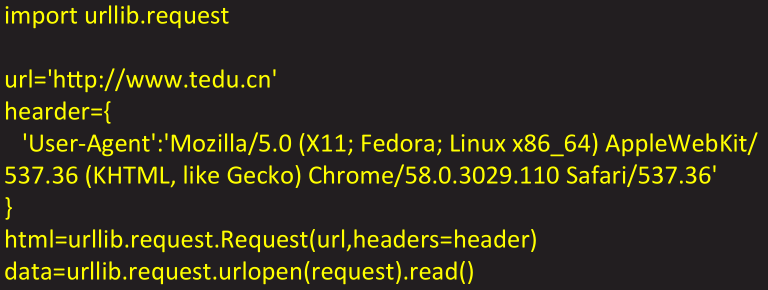 import urllib.request
url='http://www.tedu.cn'
hearder={
'User-Agent':'Mozilla/5.0 (X11; Fedora; Linux x86_64) AppleWebKit/
537.36 (KHTML, like Gecko) Chrome/58.0.3029.110 Safari/537.36'
}
html=urllib.request.Request(url,headers=header)
data=urllib.request.urlopen(request).read()